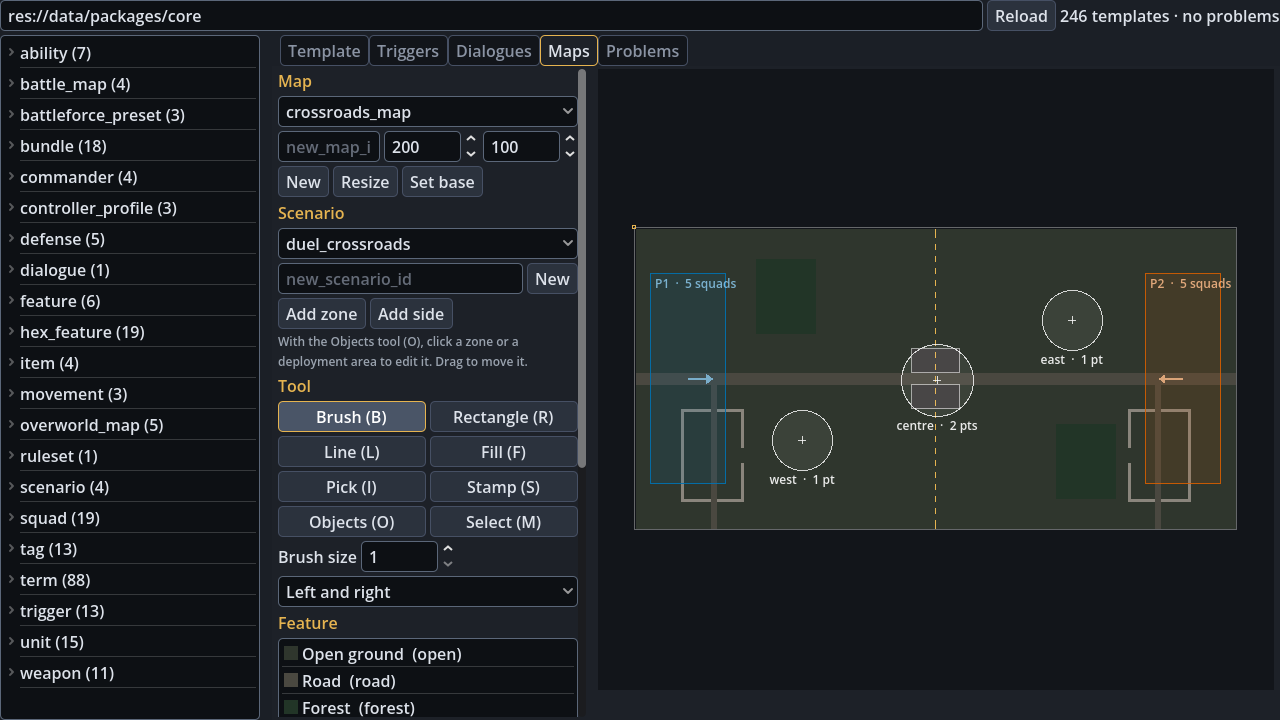 res://data/packages/core
Reload
246 templates · no problems
ability (7)
battle_map (4)
battleforce_preset (3)
bundle (18)
commander (4)
controller_profile (3)
defense (5)
dialogue (1)
feature (6)
hex_feature (19)
item (4)
movement (3)
overworld_map (5)
ruleset (1)
scenario (4)
squad (19)
tag (13)
term (88)
trigger (13)
unit (15)
weapon (11)
Template
Triggers
Dialogues
Maps
Problems
Map
crossroads_map
new_map_i
200
100
New
Resize
Set base
Scenario
duel_crossroads
new_scenario_id
New
Add zone
Add side
With the Objects tool (O), click a zone or a
deployment area to edit it. Drag to move it.
Tool
Brush (B)
Rectangle (R)
Line (L)
Fill (F)
Pick (I)
Stamp (S)
Objects (O)
Select (M)
Brush size
1
Left and right
Feature
Open ground (open)
Road (road)
Forest (forest)
P1 · 5 squads
P2 · 5 squads
east · 1 pt
centre · 2 pts
west · 1 pt